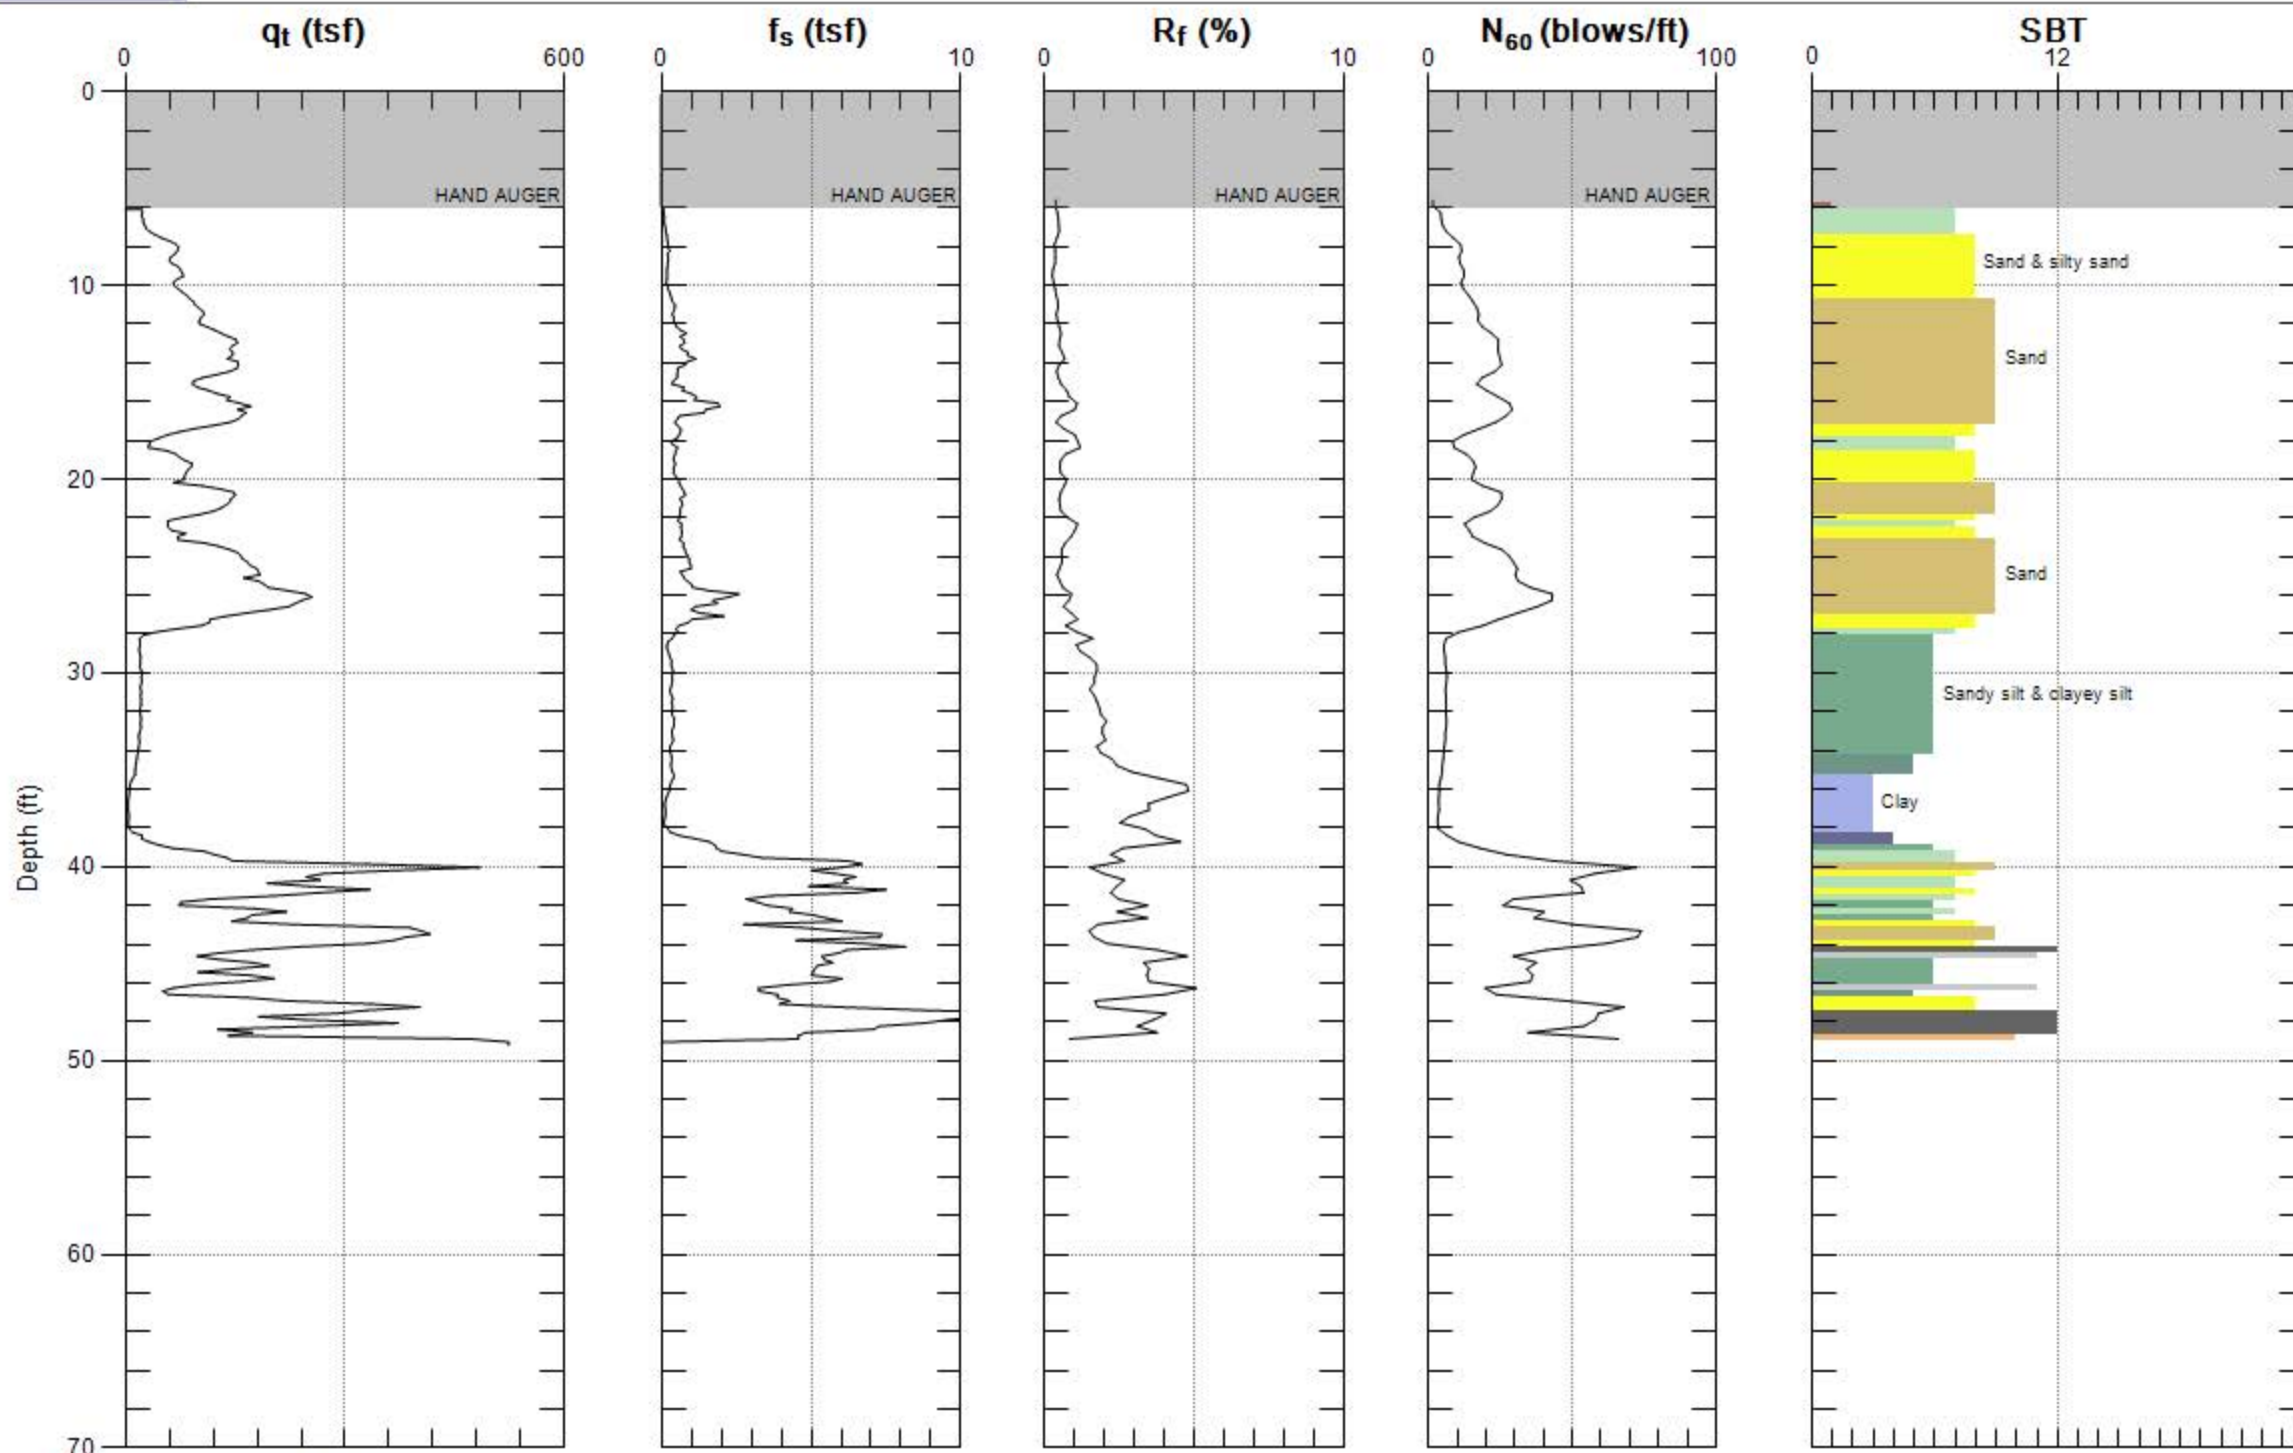 qt (tsf) fs (tsf) Rf (%) N60 (blows/ft) SBT
0 600 0 10 0 10 0 100 0 12
0
HAND AUGER HAND AUGER HAND AUGER HAND AUGER
Sand & silty sand
10
Sand
20
Sand
30
Sandy silt & clayey silt
Clay
Depth (ft)
40
50
60
70